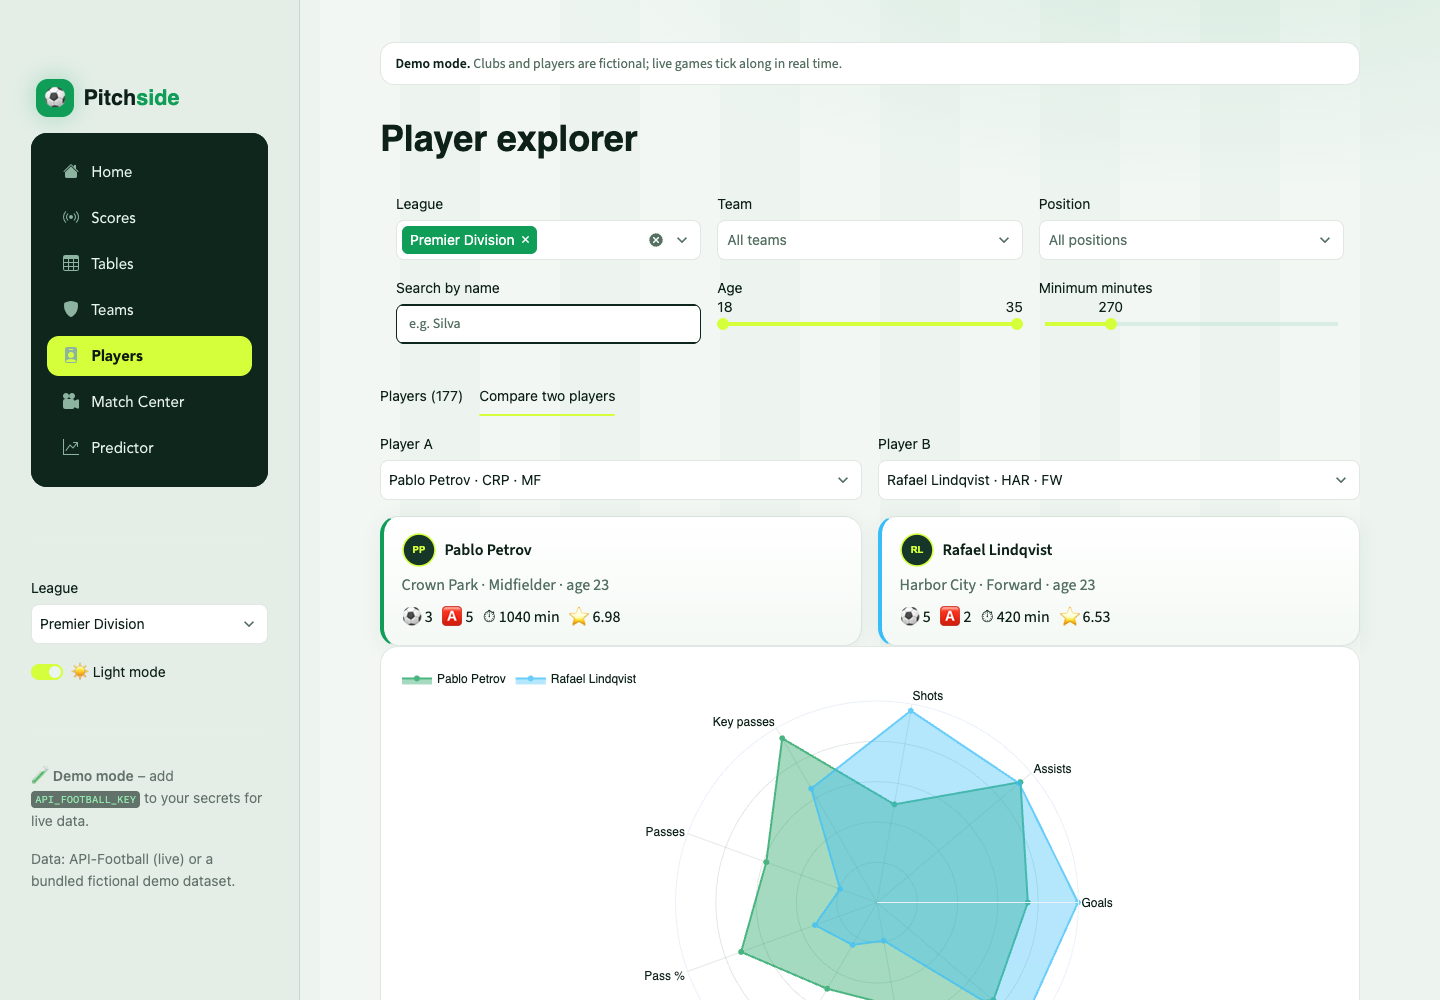 Pitchside
Home
Scores
Tables
Teams
Players
Match Center
Predictor
League
Premier Division
Light mode
Demo mode – add
API_FOOTBALL_KEY to your secrets for
live data.
Data: API-Football (live) or a
bundled fictional demo dataset.
Demo mode. Clubs and players are fictional; live games tick along in real time.
Player explorer
League
Premier Division
Team
All teams
Position
All positions
Search by name
e.g. Silva
Age
18 35
Minimum minutes
270
Players (177) Compare two players
Player A
Pablo Petrov · CRP · MF
Player B
Rafael Lindqvist · HAR · FW
PP Pablo Petrov
Crown Park · Midfielder · age 23
3 A 5 1040 min 6.98
RL Rafael Lindqvist
Harbor City · Forward · age 23
5 A 2 420 min 6.53
Pablo Petrov Rafael Lindqvist
Shots
Key passes
Assists
Passes
Goals
Pass %